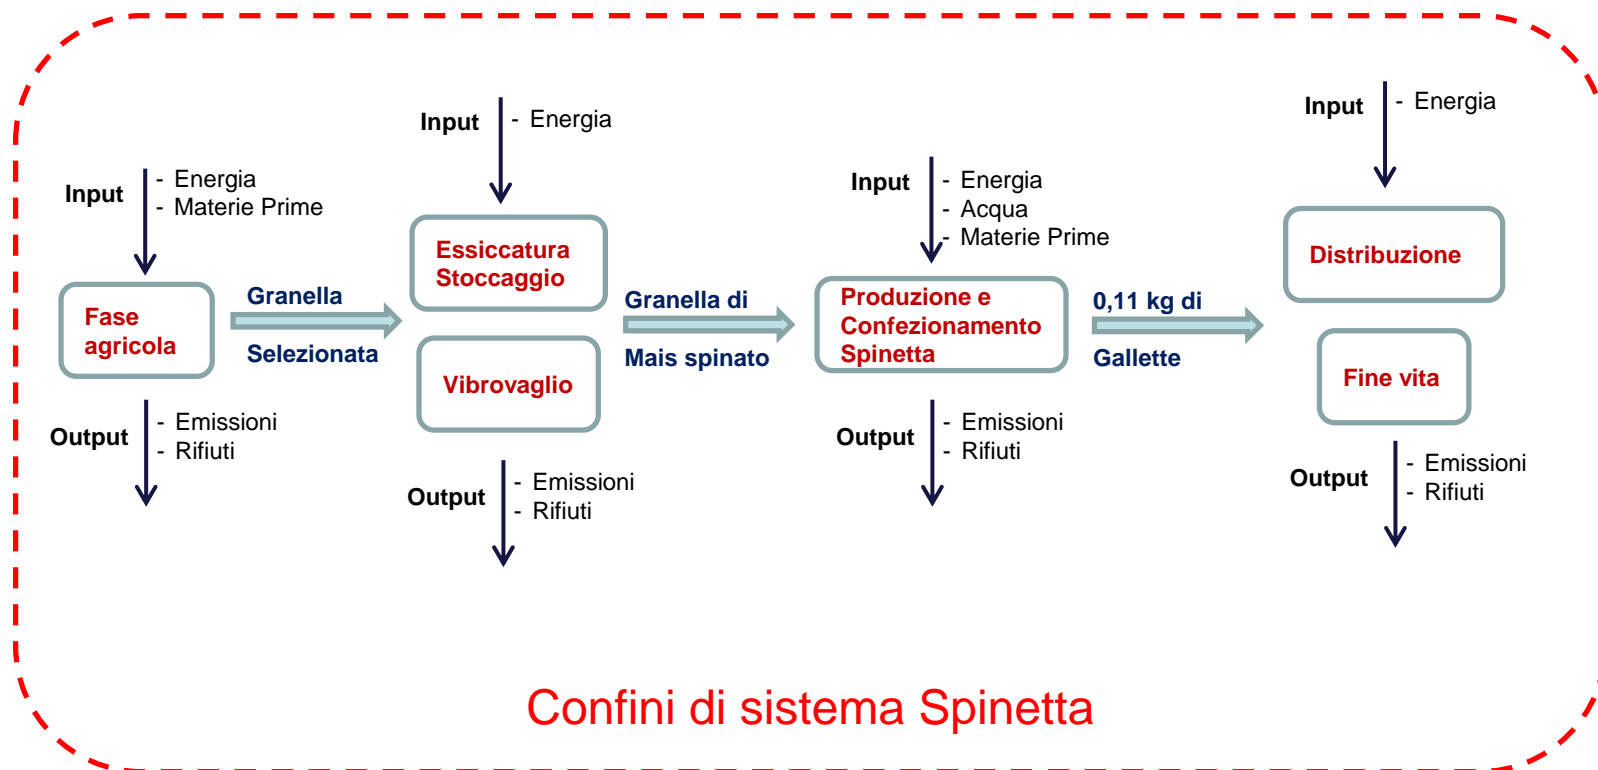 Input
- Energia
- Materie Prime
Fase
agricola
Output
- Emissioni
- Rifiuti
Granella
Selezionata
Input
- Energia
Essiccatura
Stoccaggio
Vibrovaglio
Output
- Emissioni
- Rifiuti
Granella di
Mais spinato
Input
- Energia
- Acqua
- Materie Prime
Produzione e
Confezionamento
Spinetta
Output
- Emissioni
- Rifiuti
0,11 kg di
Gallette
Input
- Energia
Distribuzione
Fine vita
Output
- Emissioni
- Rifiuti
Confini di sistema Spinetta